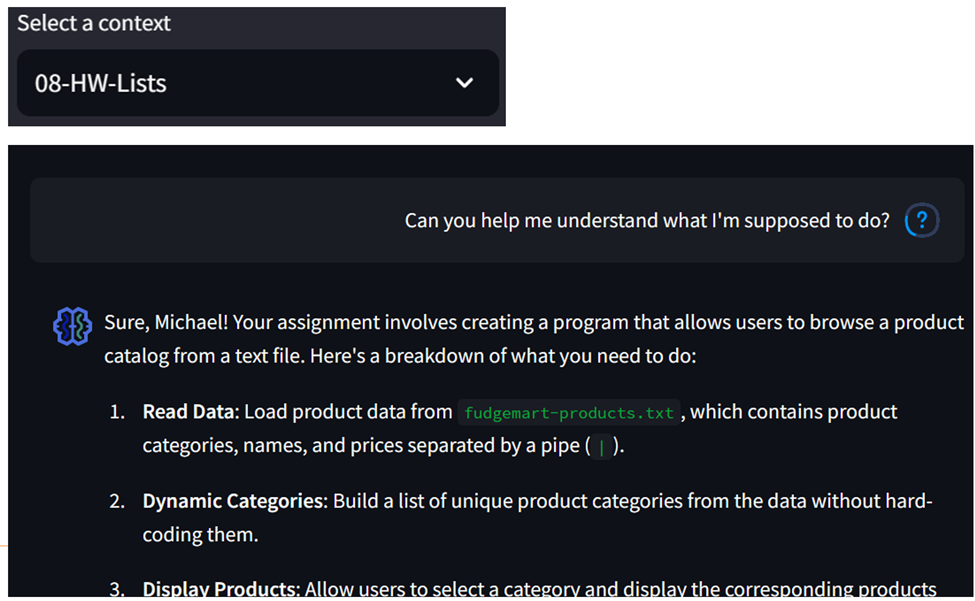 Select a context
08-HW-Lists
Can you help me understand what I'm supposed to do?
?
Sure, Michael! Your assignment involves creating a program that allows users to browse a product
catalog from a text file. Here's a breakdown of what you need to do:
1. Read Data: Load product data from fudgemart-products.txt, which contains product
categories, names, and prices separated by a pipe ( | ).
2. Dynamic Categories: Build a list of unique product categories from the data without hard-
coding them.
3. Display Products: Allow users to select a category and display the corresponding products